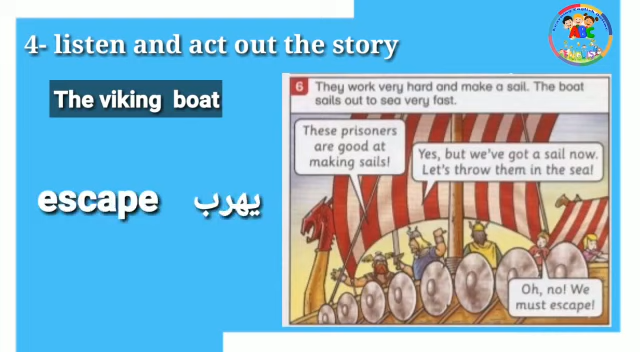 4- listen and act out the story
The viking boat
escape يهرب
6 They work very hard and make a sail. The boat
sails out to sea very fast.
These prisoners
are good at
making sails!
Yes, but we've got a sail now.
Let's throw them in the sea!
Oh, no! We
must escape!
ABC